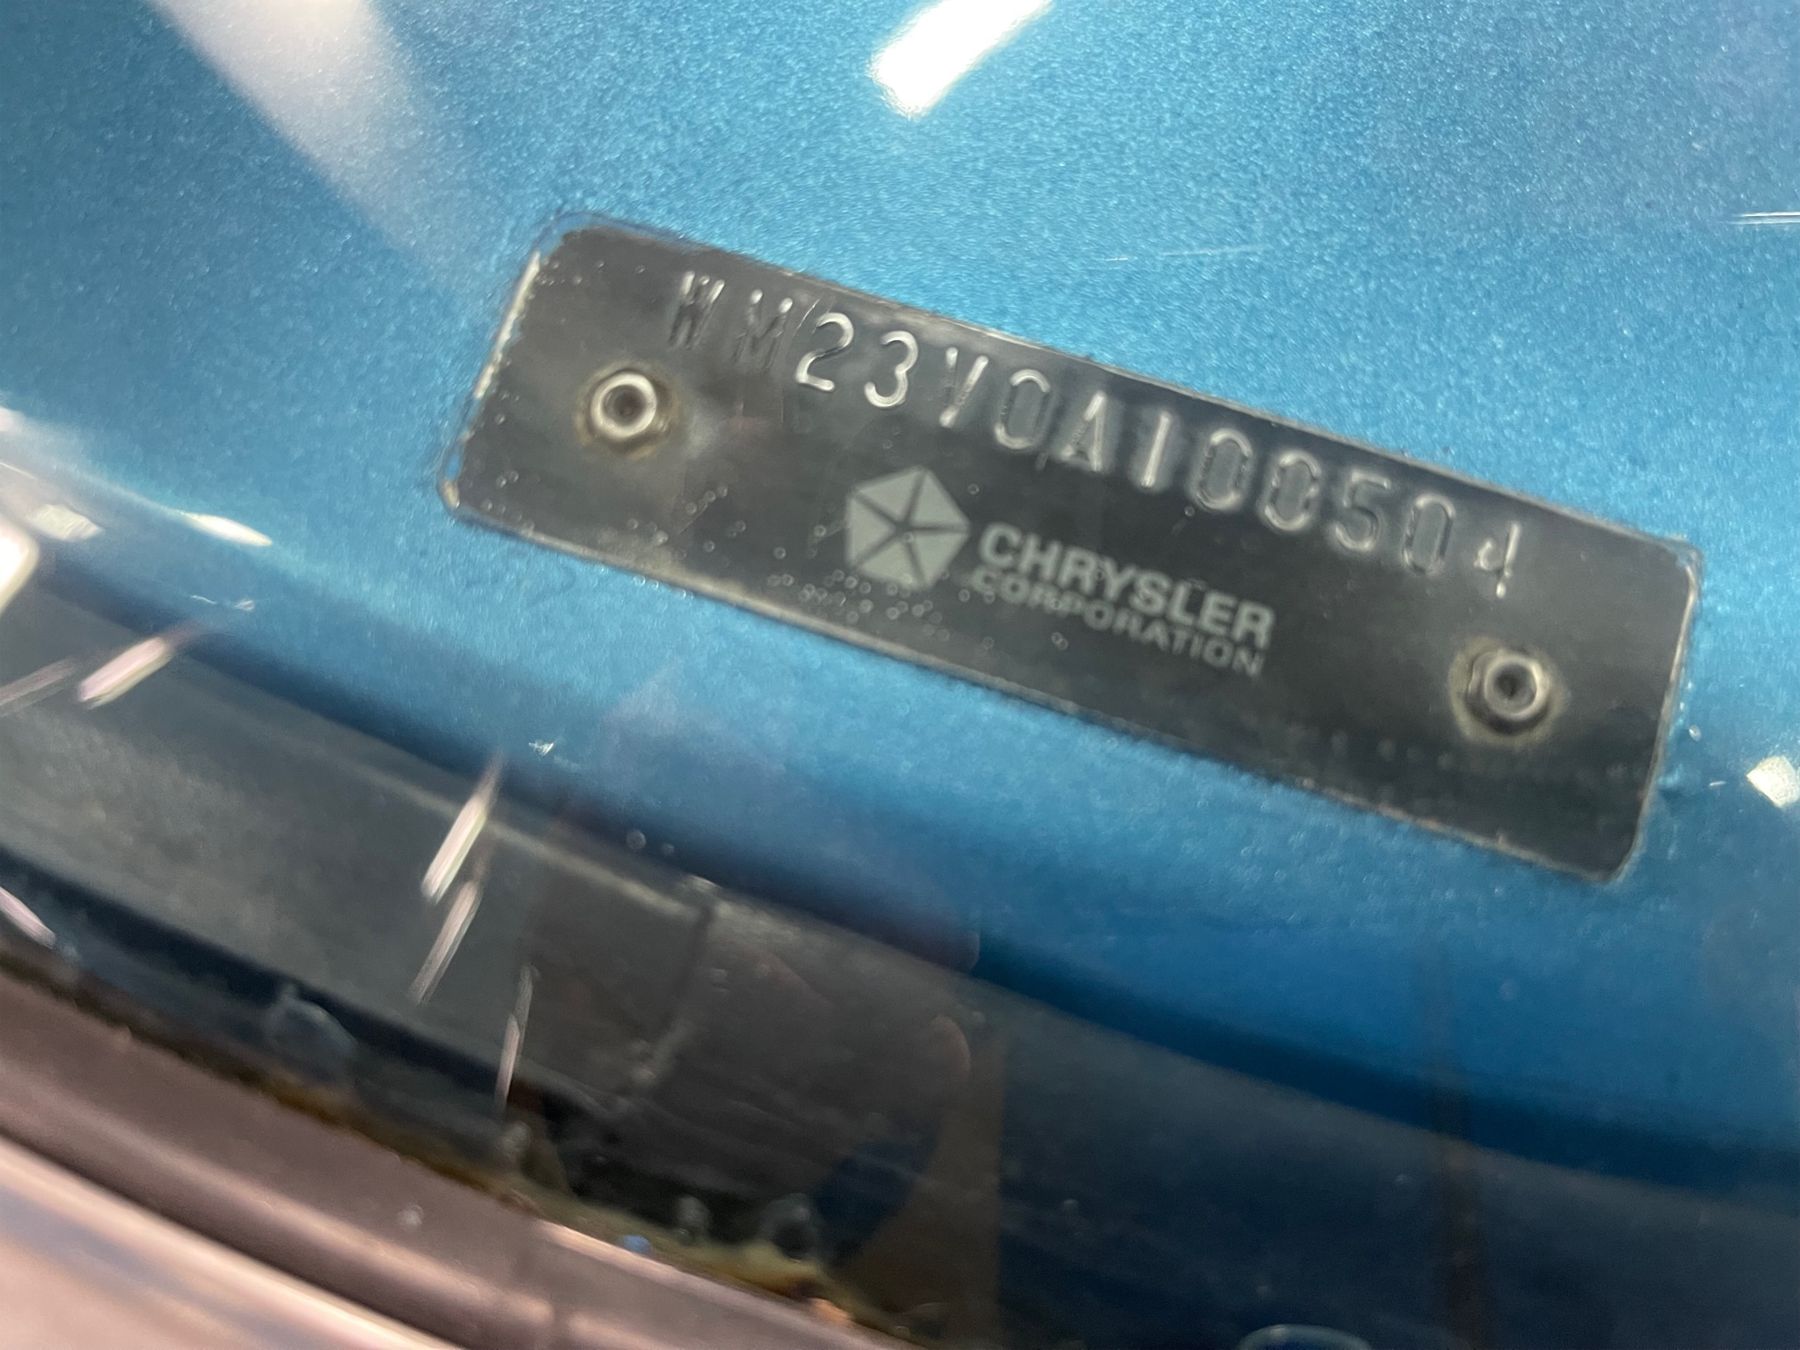 WM23V0A100504
CHRYSLER
CORPORATION